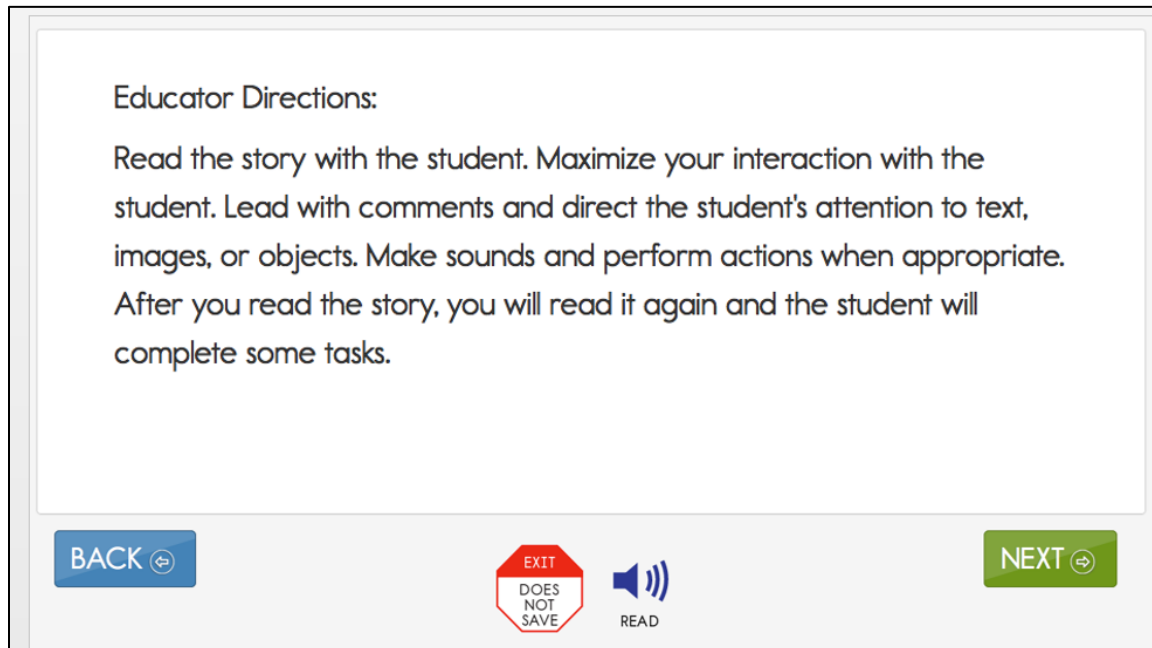 Educator Directions:
Read the story with the student. Maximize your interaction with the
student. Lead with comments and direct the student's attention to text,
images, or objects. Make sounds and perform actions when appropriate.
After you read the story, you will read it again and the student will
complete some tasks.
BACK
EXIT
DOES
NOT
SAVE
READ
NEXT